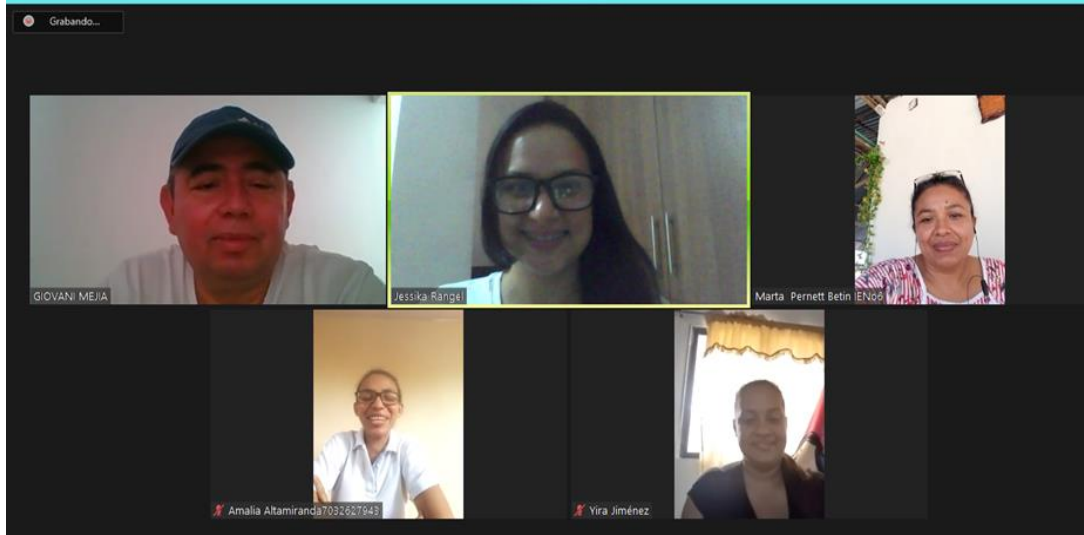 Grabando...
GIOVANI MEJIA
Jessika Rangel
Marta Pernett Betin IENo6
Amalia Altamiranda7032627943
Yira Jiménez